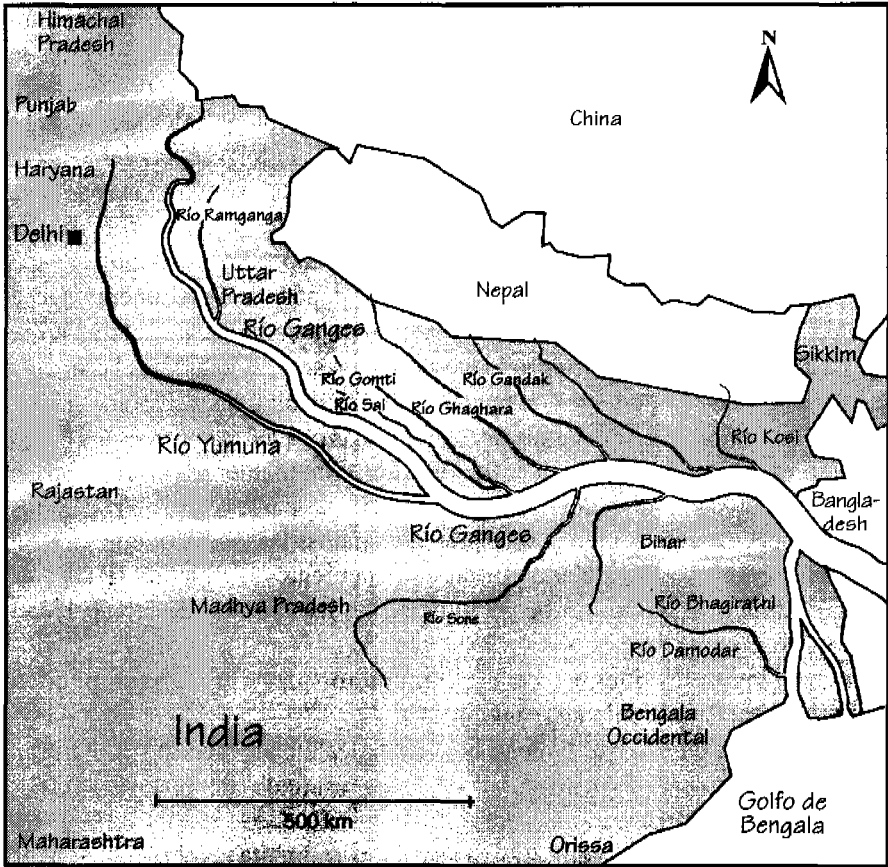 Himachal
Pradesh
N
Punjab
China
Haryana
Río Ramganga
Delhi
Uttar
Pradesh
Nepal
Río Ganges
Sikkim
Río Gomti
Río Gandak
Río Sai
Río Ghaghara
Río Kosi
Río Yumuna
Rajastan
Bangla-
desh
Río Ganges
Bihar
Madhya Pradesh
Río Sone
Río Bhagirathi
Río Damodar
India
Bengala
Occidental
500 km
Golfo de
Bengala
Maharashtra
Orissa